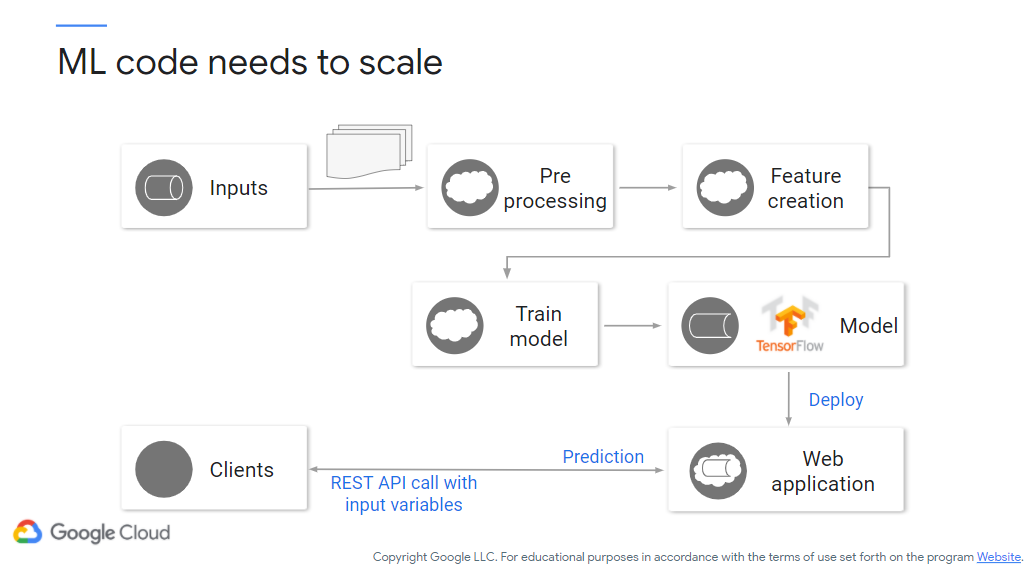 ML code needs to scale
Inputs
Pre
processing
Feature
creation
Train
model
TensorFlow
Model
Deploy
Clients
Prediction
REST API call with
input variables
Web
application
Google Cloud
Copyright Google LLC. For educational purposes in accordance with the terms of use set forth on the program Website.